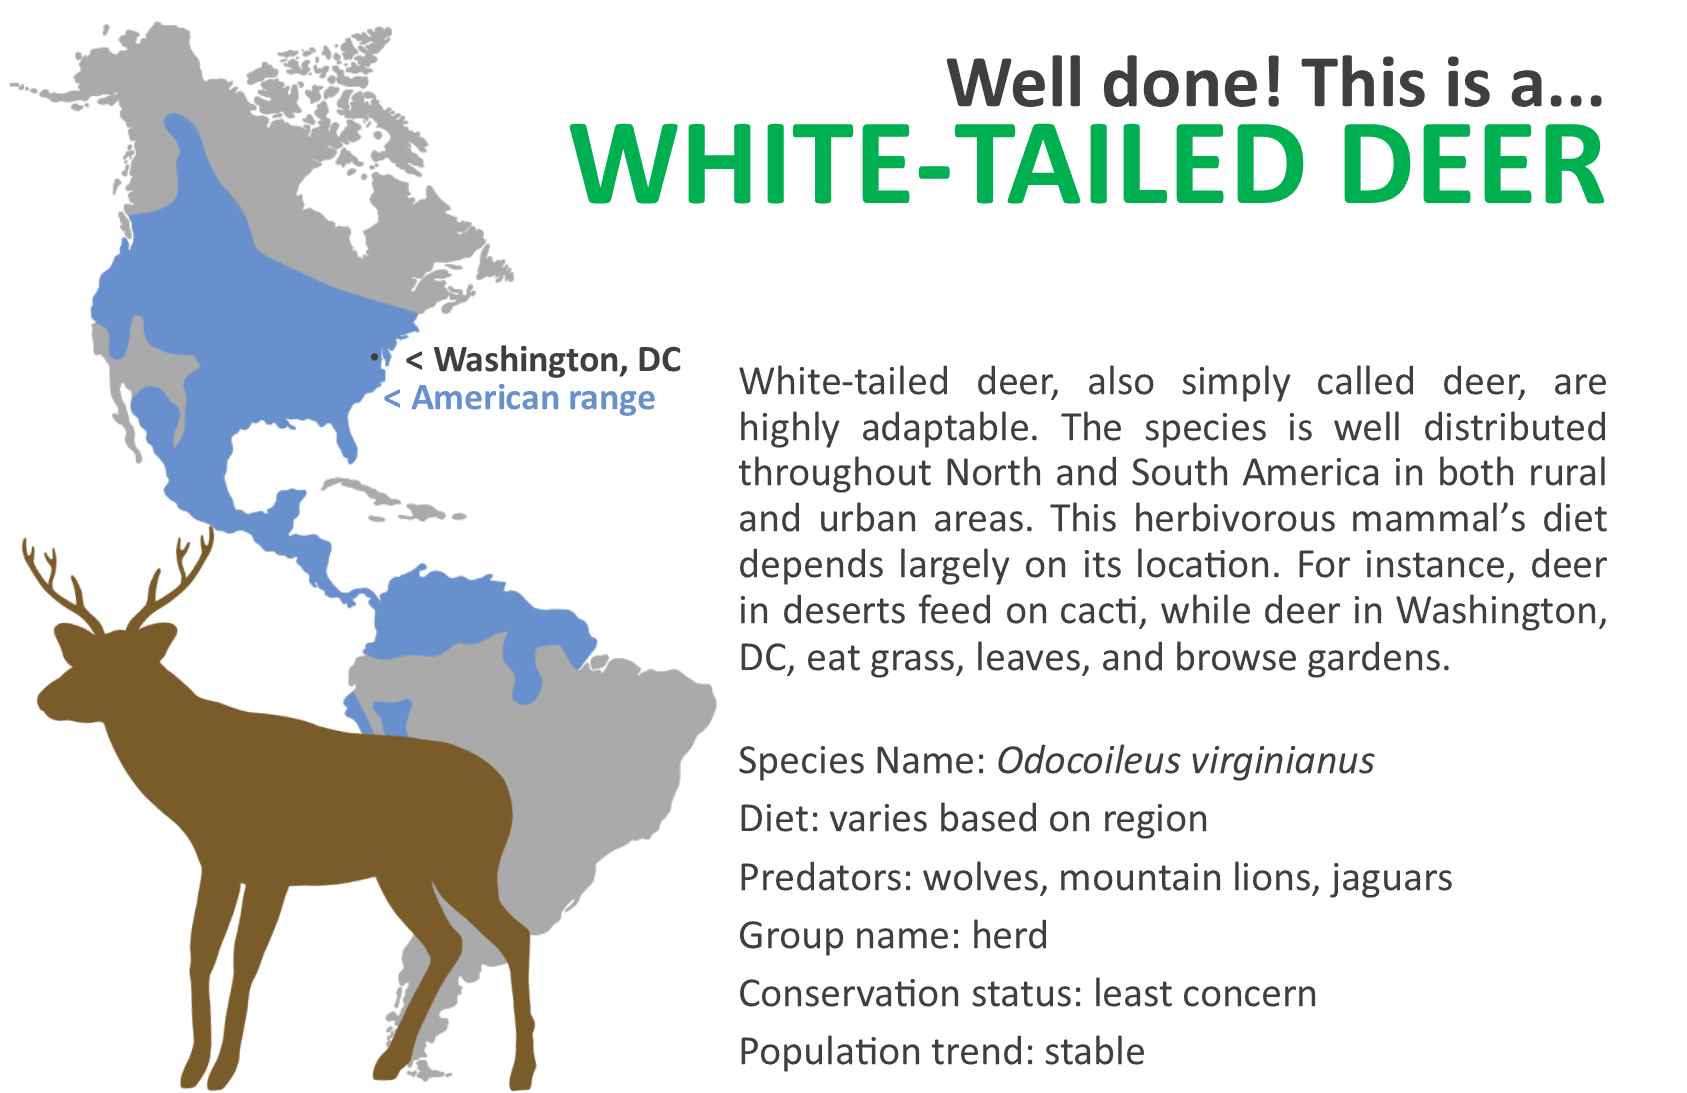 Well done! This is a...
WHITE-TAILED DEER
< Washington, DC
< American range
White-tailed deer, also simply called deer, are
highly adaptable. The species is well distributed
throughout North and South America in both rural
and urban areas. This herbivorous mammal’s diet
depends largely on its location. For instance, deer
in deserts feed on cacti, while deer in Washington,
DC, eat grass, leaves, and browse gardens.
Species Name: Odocoileus virginianus
Diet: varies based on region
Predators: wolves, mountain lions, jaguars
Group name: herd
Conservation status: least concern
Population trend: stable